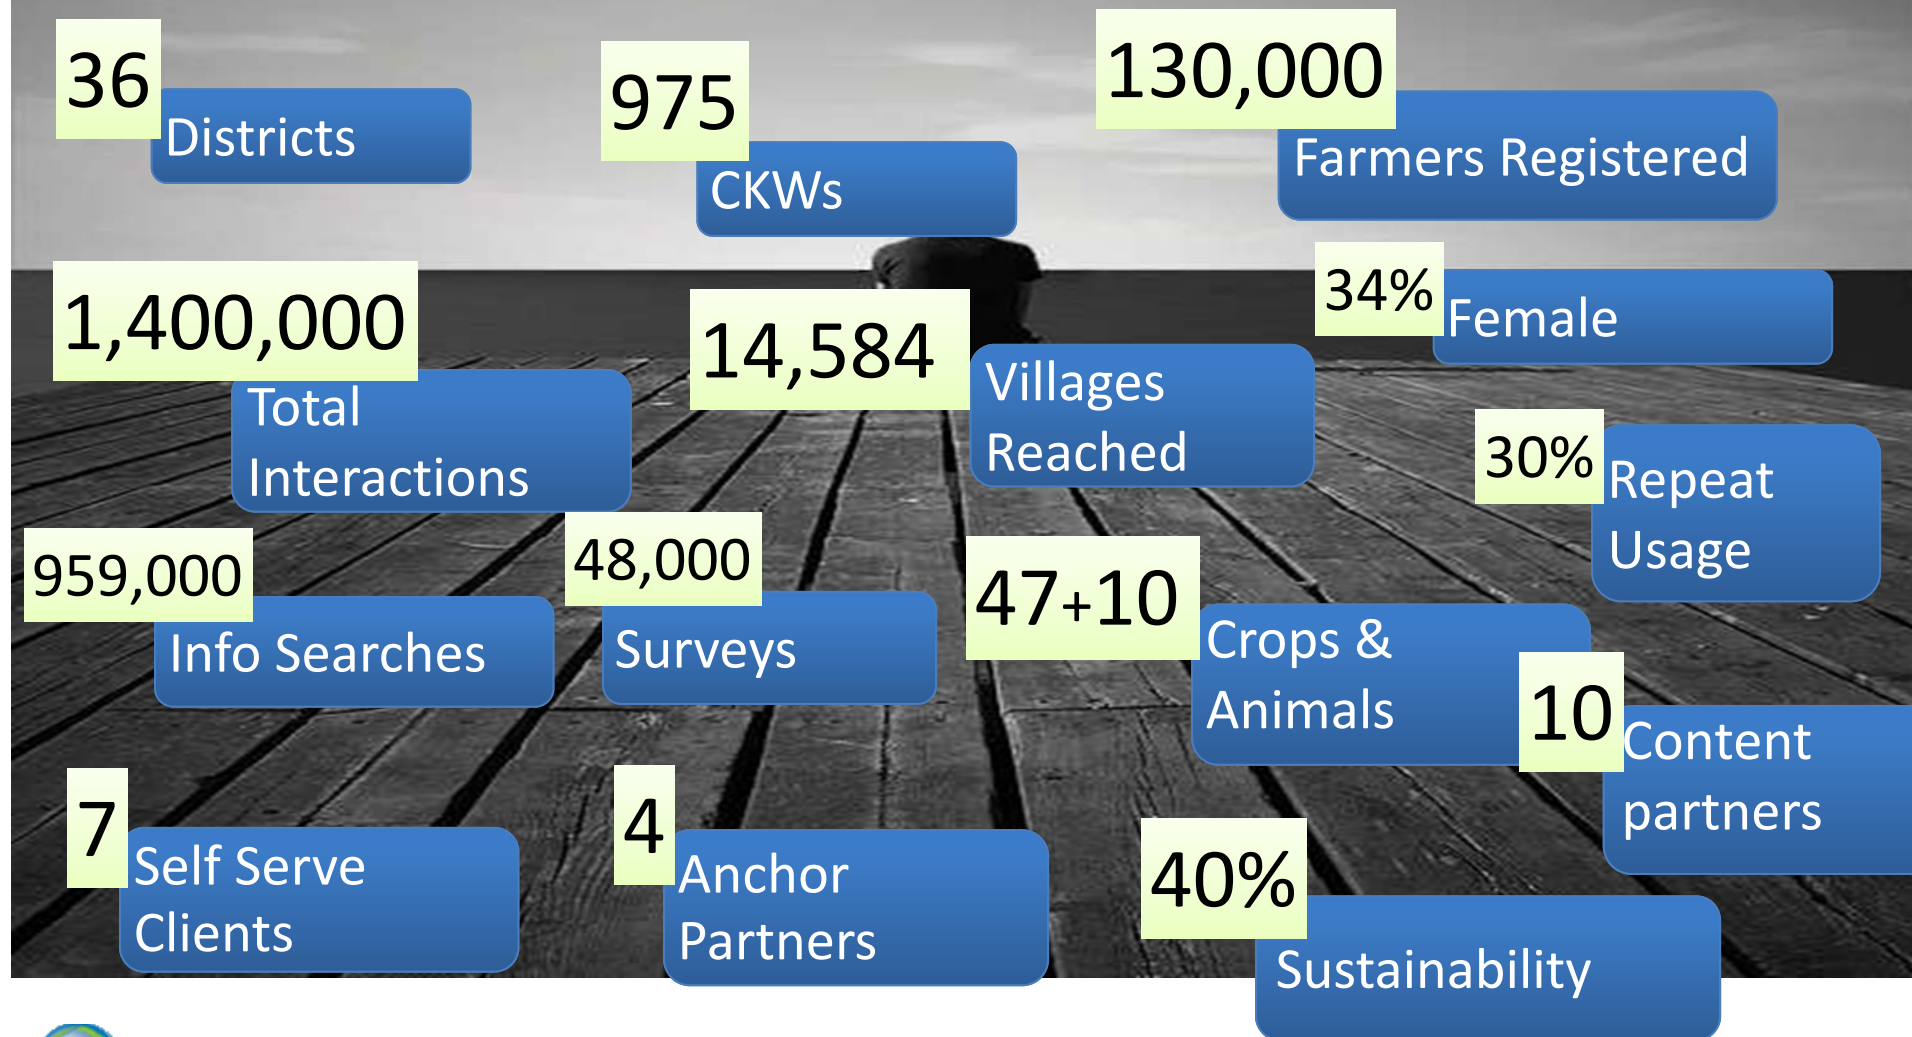 36
Districts
975
CKWs
130,000
Farmers Registered
1,400,000
Total
Interactions
14,584
Villages
Reached
34%
Female
30%
Repeat
Usage
959,000
Info Searches
48,000
Surveys
47+10
Crops &
Animals
10
Content
partners
7
Self Serve
Clients
4
Anchor
Partners
40%
Sustainability